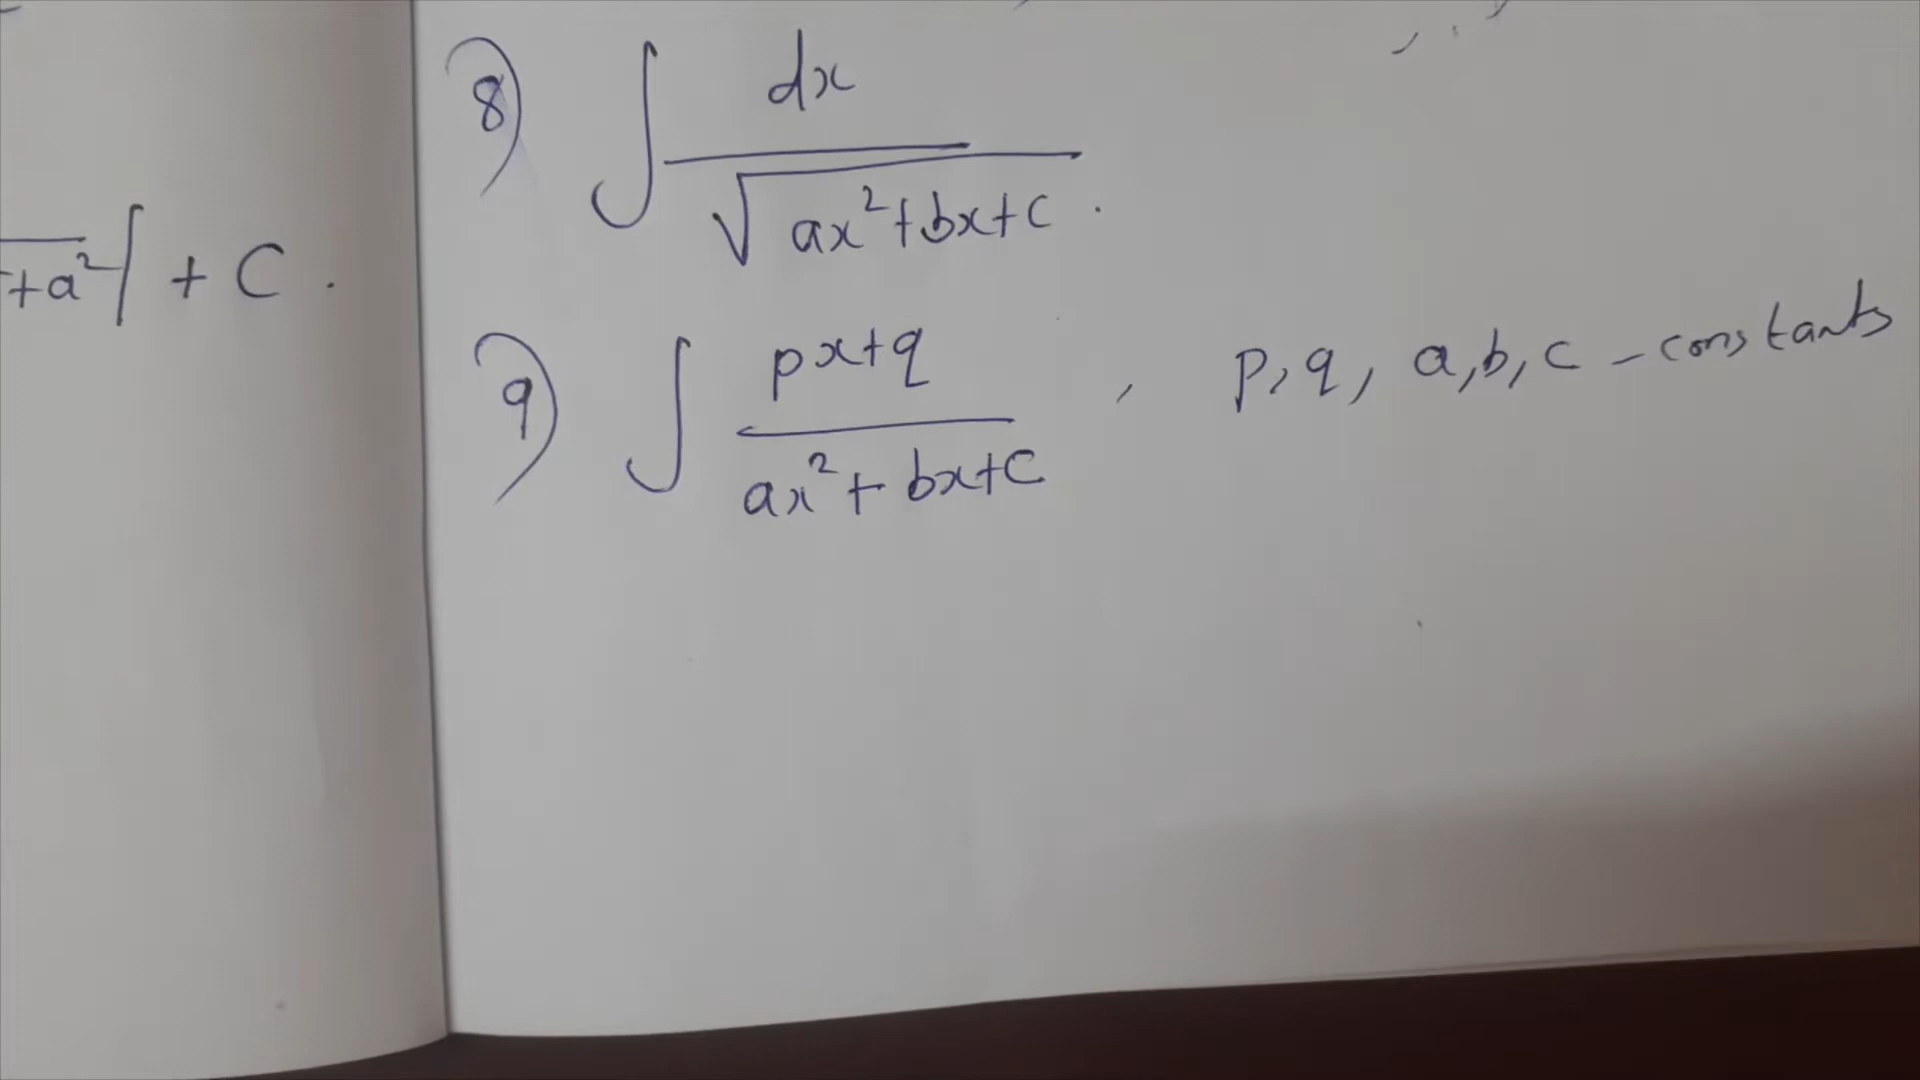 +a²| + C .
8) ∫ dx / √(ax²+bx+c) .
9) ∫ px+q / ax²+bx+c , p, q, a, b, c – constants